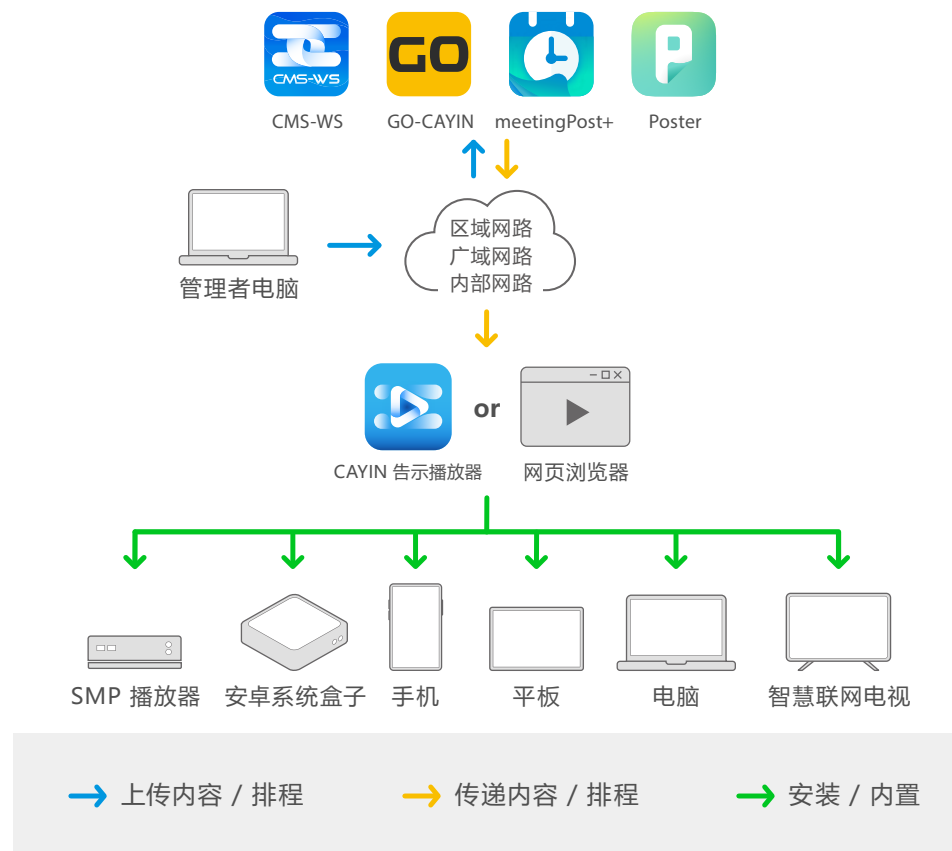 CMS-WS
GO
P
CMS-WS
GO-CAYIN
meetingPost+
Poster
区域网路
广域网路
内部网路
管理者电脑
or
CAYIN 告示播放器
网页浏览器
SMP 播放器
安卓系统盒子
手机
平板
电脑
智慧联网电视
上传内容 / 排程
传递内容 / 排程
安装 / 内置